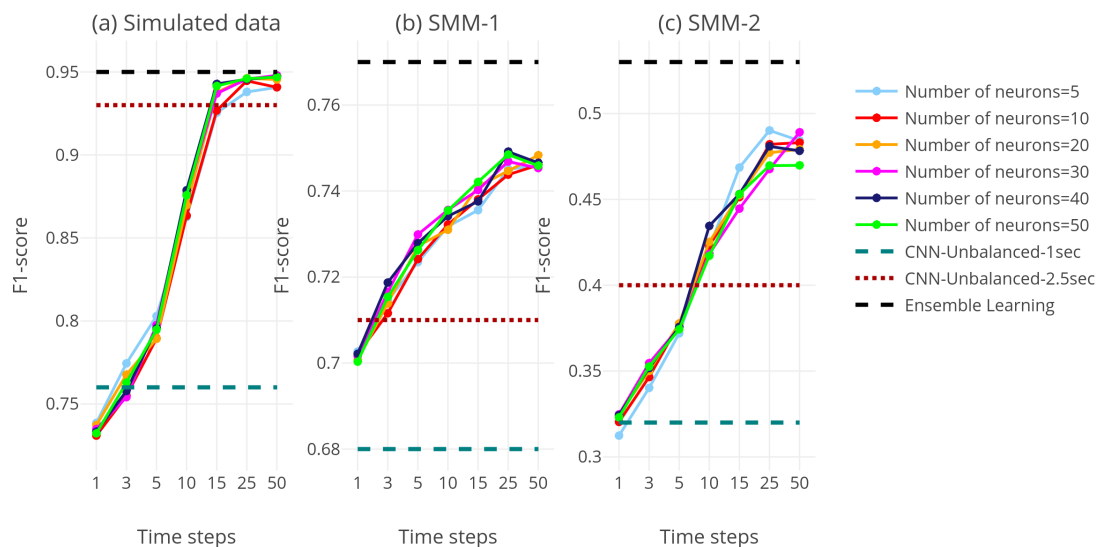 (a) Simulated data
(b) SMM-1
(c) SMM-2
F1-score
0.95
0.9
0.85
0.8
0.75
1 3 5 10 15 25 50
Time steps
F1-score
0.76
0.74
0.72
0.7
0.68
1 3 5 10 15 25 50
Time steps
F1-score
0.5
0.45
0.4
0.35
0.3
1 3 5 10 15 25 50
Time steps
Number of neurons=5
Number of neurons=10
Number of neurons=20
Number of neurons=30
Number of neurons=40
Number of neurons=50
CNN-Unbalanced-1sec
CNN-Unbalanced-2.5sec
Ensemble Learning